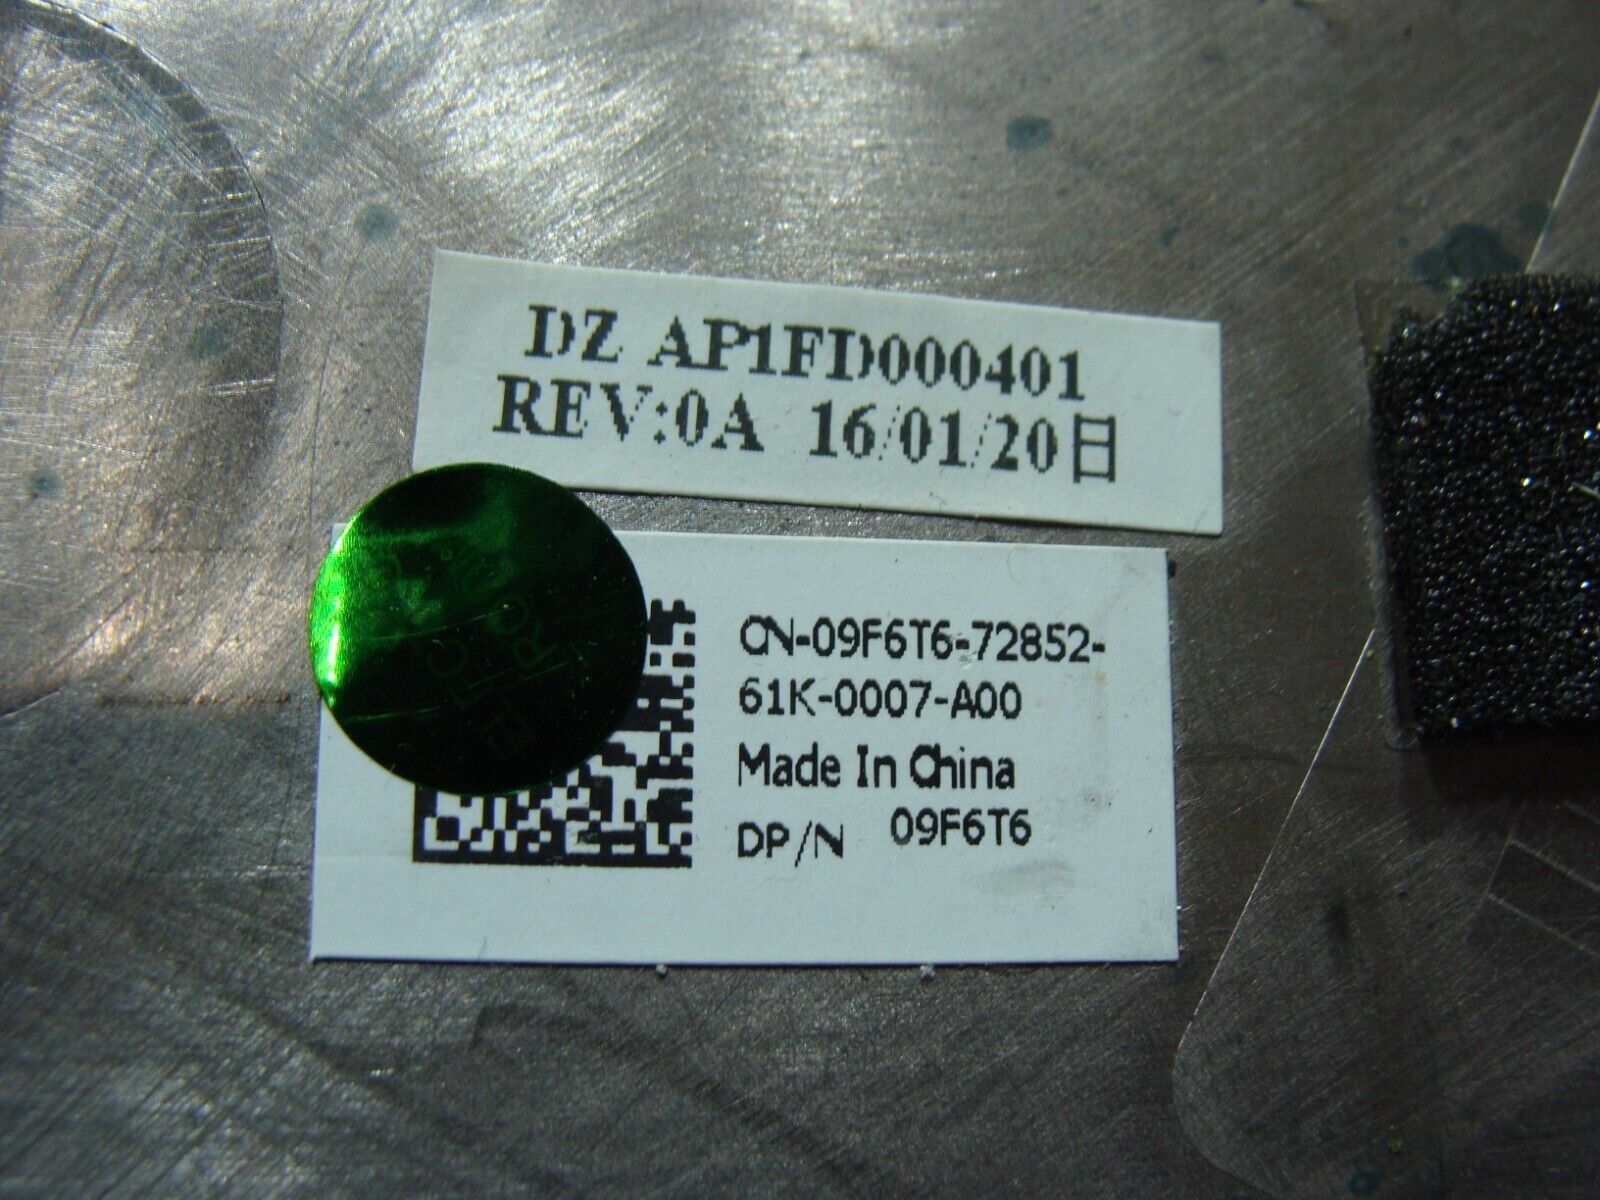 DZ AP1FD000401
REV:0A 16/01/20日
CN-09F6T6-72852-
61K-0007-A00
Made In China
DP/N 09F6T6